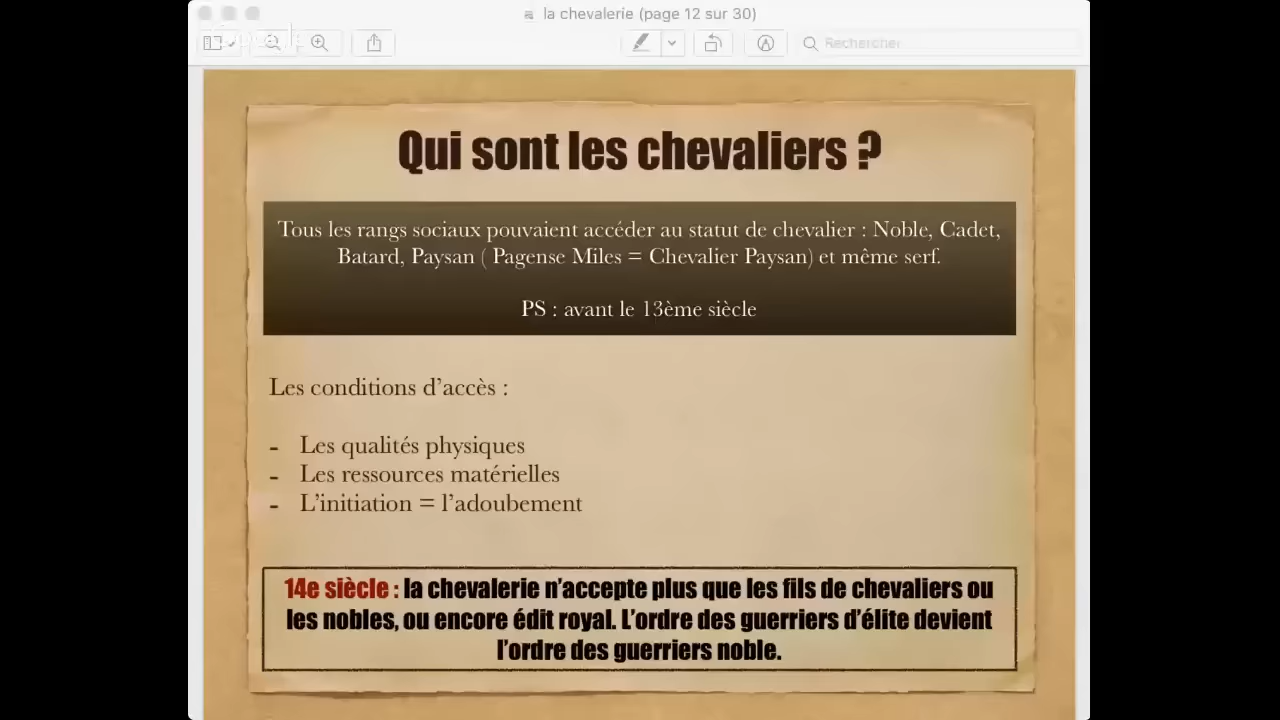 la chevalerie (page 12 sur 30)
Rechercher
Qui sont les chevaliers ?
Tous les rangs sociaux pouvaient accéder au statut de chevalier : Noble, Cadet,
Batard, Paysan ( Pagense Miles = Chevalier Paysan) et même serf.
PS : avant le 13ème siècle
Les conditions d’accès :
- Les qualités physiques
- Les ressources matérielles
- L’initiation = l’adoubement
14e siècle : la chevalerie n’accepte plus que les fils de chevaliers ou
les nobles, ou encore édit royal. L’ordre des guerriers d’élite devient
l’ordre des guerriers noble.